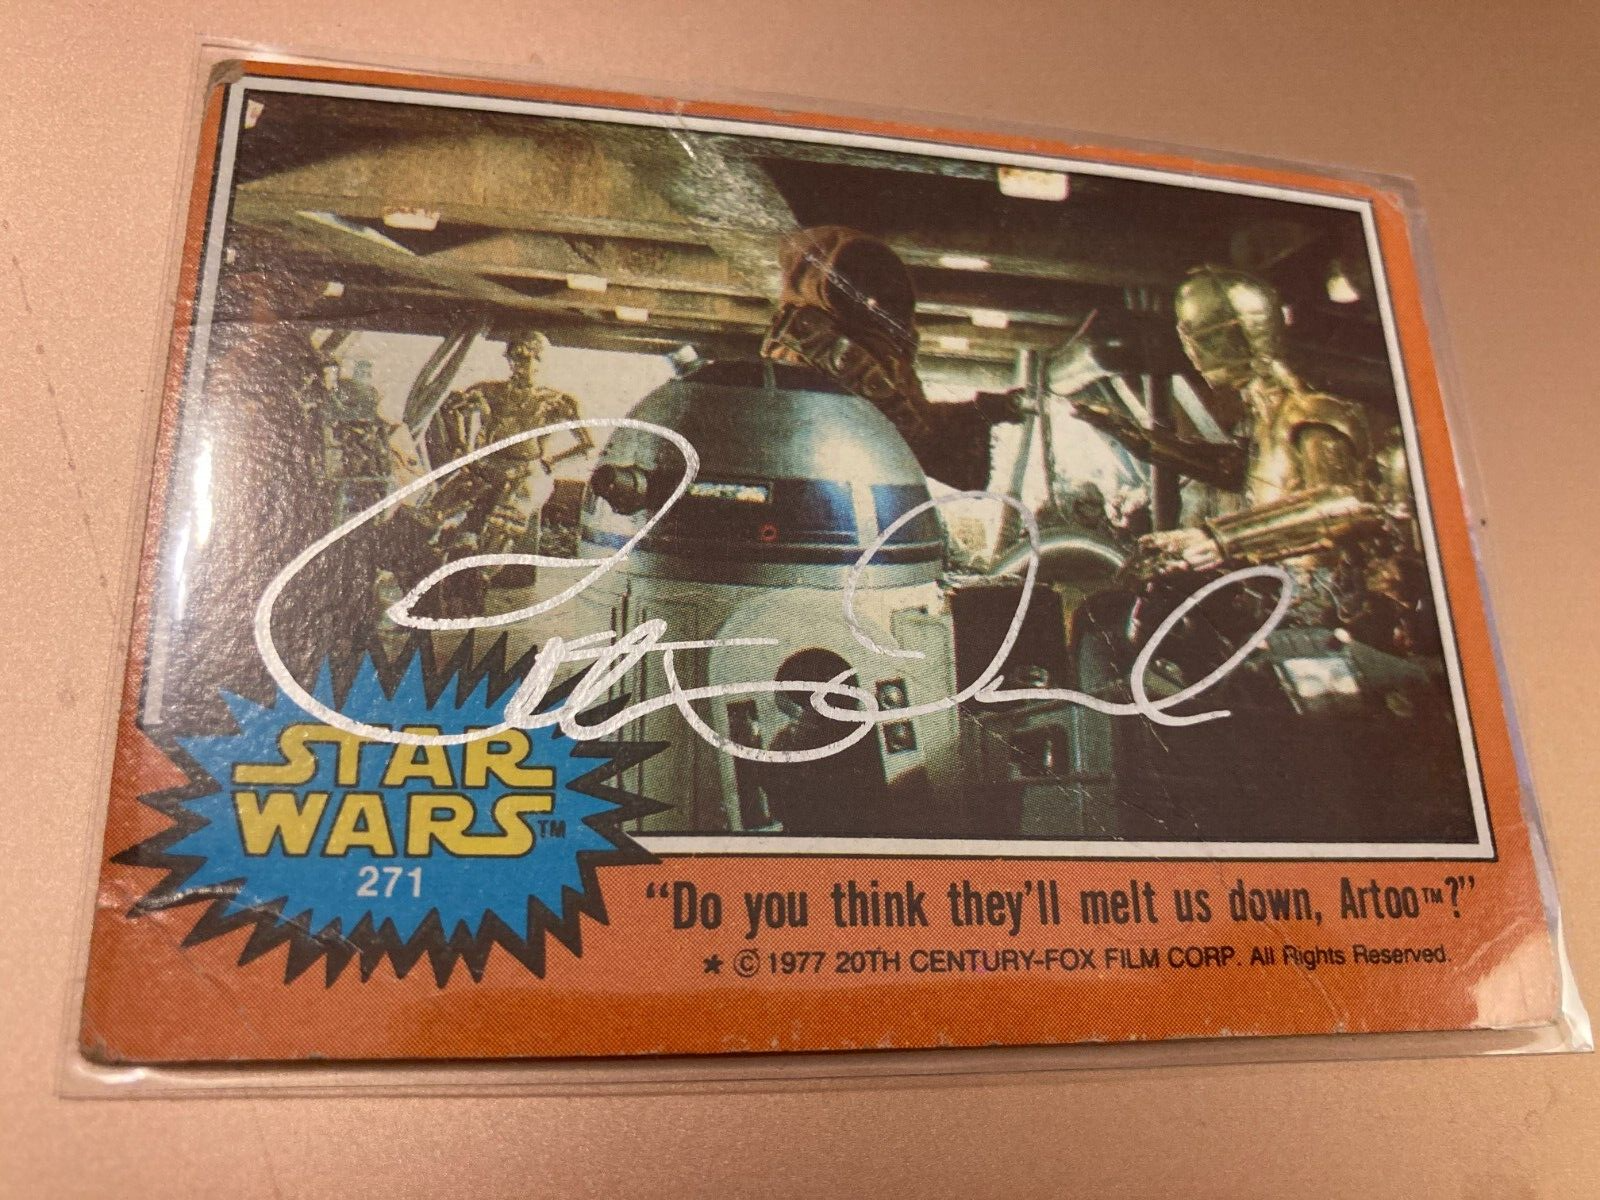 STAR
WARS™
271
“Do you think they’ll melt us down, Artoo™?”
★ © 1977 20TH CENTURY-FOX FILM CORP. All Rights Reserved.